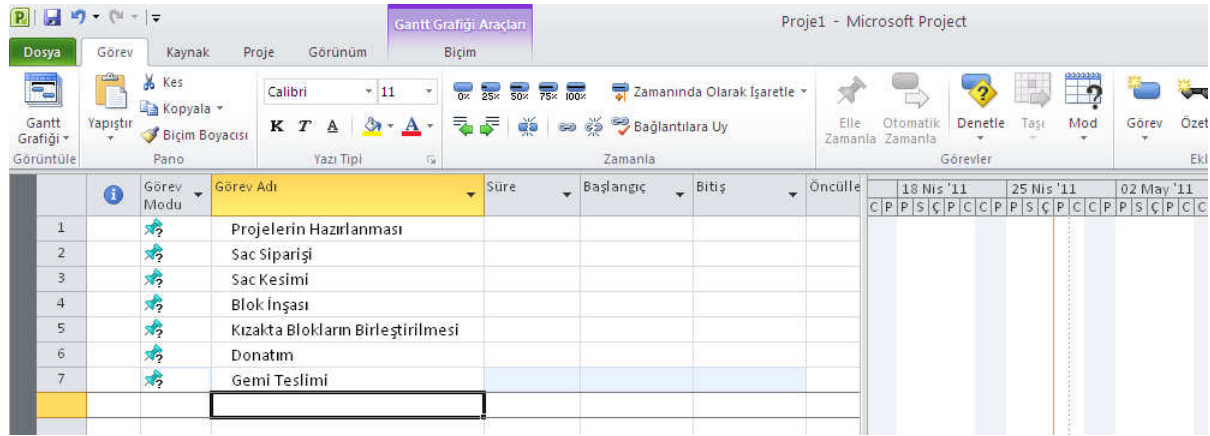 Gantt Grafiği Araçları
Proje1 - Microsoft Project
Dosya Görev Kaynak Proje Görünüm Biçim
Gantt Grafiği
Görüntüle
Yapıştır
Kes
Kopyala
Biçim Boyacısı
Pano
Calibri 11
K T A A
Yazı Tipi
0% 25% 50% 75% 100%
Zamanında Olarak İşaretle
Bağlantılara Uy
Zamanla
Elle Zamanla
Otomatik Zamanla
Denetle
Taşı
Mod
Görevler
Görev
Özet
Ekl
Görev Modu Görev Adı Süre Başlangıç Bitiş Öncülle
18 Nis '11 25 Nis '11 02 May '11
C P P S Ç P C C P P S Ç P C C P P S Ç P C C
1 Projelerin Hazırlanması
2 Sac Siparişi
3 Sac Kesimi
4 Blok İnşası
5 Kızakta Blokların Birleştirilmesi
6 Donatım
7 Gemi Teslimi